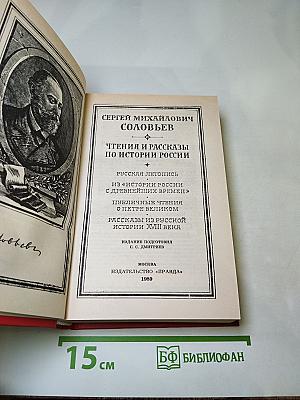 СЕРГЕЙ МИХАЙЛОВИЧ
СОЛОВЬЕВ
ЧТЕНИЯ И РАССКАЗЫ
ПО ИСТОРИИ РОССИИ
РУССКАЯ ЛЕТОПИСЬ
ИЗ «ИСТОРИИ РОССИИ
С ДРЕВНЕЙШИХ ВРЕМЕН»
ПУБЛИЧНЫЕ ЧТЕНИЯ
О ПЕТРЕ ВЕЛИКОМ
РАССКАЗЫ ИЗ РУССКОЙ
ИСТОРИИ XVIII ВЕКА
ИЗДАНИЕ ПОДГОТОВИЛ
С. С. ДМИТРИЕВ
МОСКВА
ИЗДАТЕЛЬСТВО «ПРАВДА»
1989
15 см
БФ БИБЛИОФАН